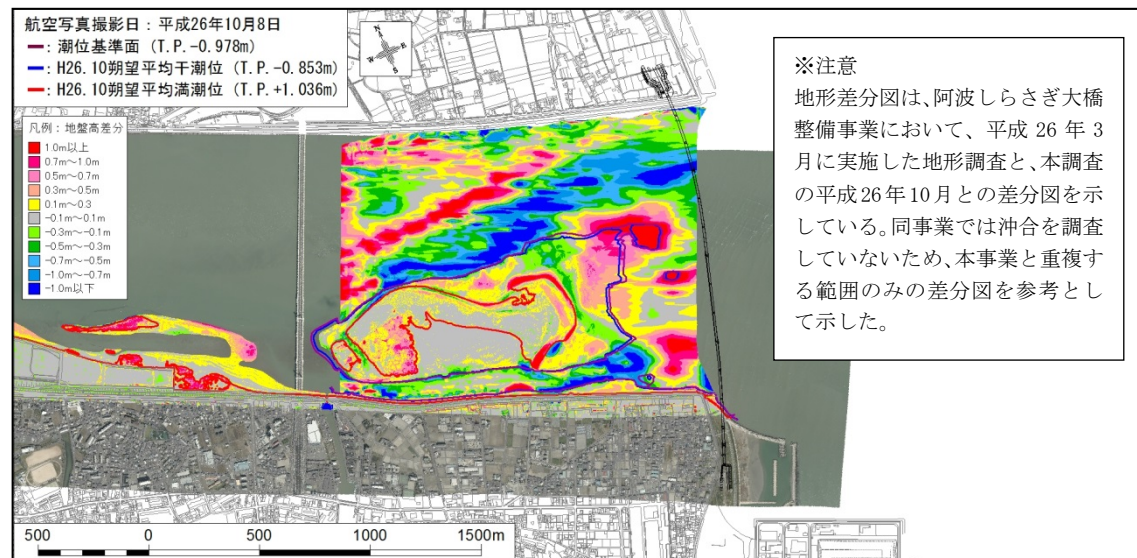 航空写真撮影日：平成26年10月8日
―：潮位基準面（T.P.-0.978m）
―：H26.10朔望平均干潮位（T.P.-0.853m）
―：H26.10朔望平均満潮位（T.P.+1.036m）
N
W
E
S
凡例：地盤高差分
1.0m以上
0.7m～1.0m
0.5m～0.7m
0.3m～0.5m
0.1m～0.3
-0.1m～0.1m
-0.3m～-0.1m
-0.5m～-0.3m
-0.7m～-0.5m
-1.0m～-0.7m
-1.0m以下
※注意
地形差分図は、阿波しらさぎ大橋
整備事業において、平成 26 年 3
月に実施した地形調査と、本調査
の平成26年10月との差分図を示
している。同事業では沖合を調査
していないため、本事業と重複す
る範囲のみの差分図を参考とし
て示した。
500 0 500 1000 1500m